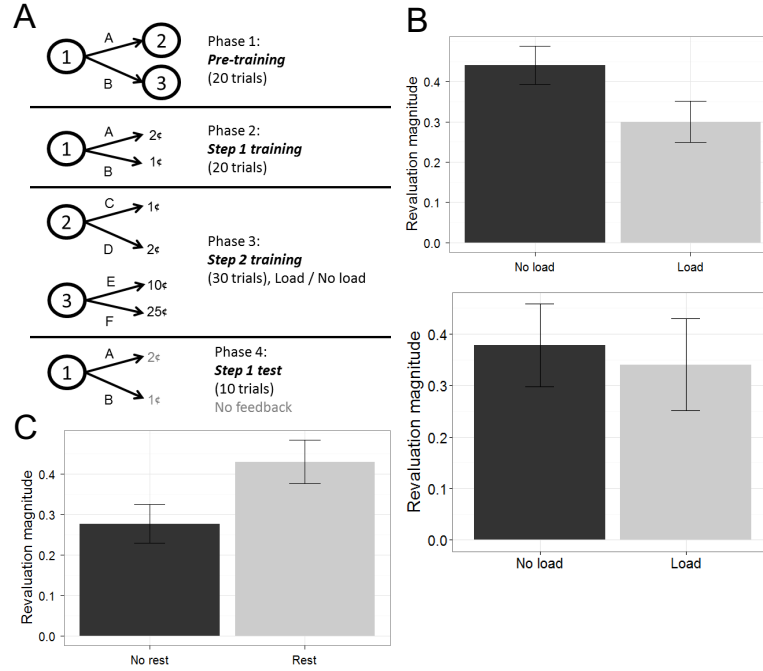 A
1
A
B
2
3
Phase 1:
Pre-training
(20 trials)
1
A
B
2¢
1¢
Phase 2:
Step 1 training
(20 trials)
2
C
D
1¢
2¢
3
E
F
10¢
25¢
Phase 3:
Step 2 training
(30 trials), Load / No load
1
A
B
2¢
1¢
Phase 4:
Step 1 test
(10 trials)
No feedback
B
Revaluation magnitude
0.4
0.3
0.2
0.1
0.0
No load Load
Revaluation magnitude
0.4
0.3
0.2
0.1
0.0
No load Load
C
Revaluation magnitude
0.4
0.3
0.2
0.1
0.0
No rest Rest